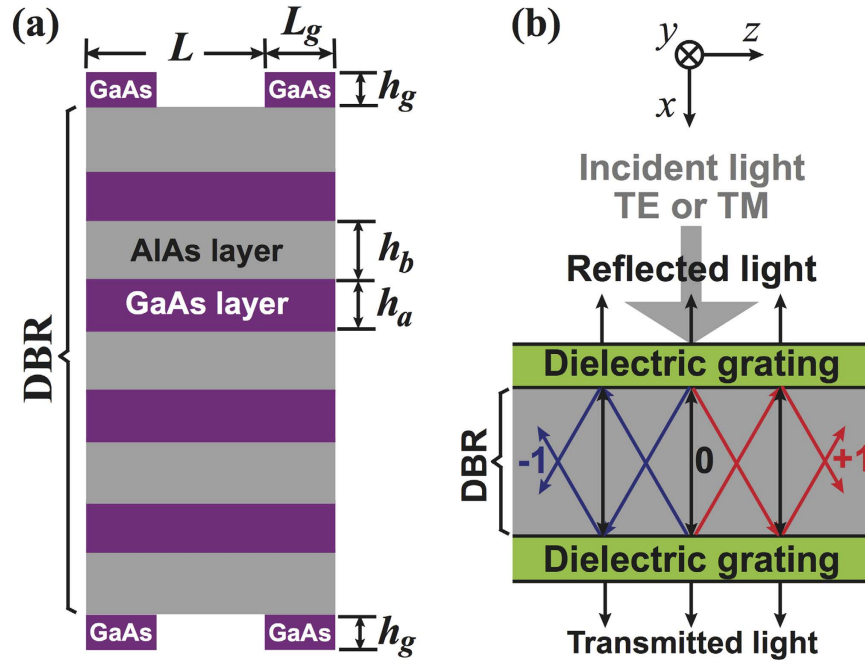 (a)
L
Lg
GaAs
GaAs
hg
AlAs layer
hb
GaAs layer
ha
DBR
GaAs
GaAs
hg
(b)
y
z
x
Incident light
TE or TM
Reflected light
Dielectric grating
-1
0
+1
DBR
Dielectric grating
Transmitted light